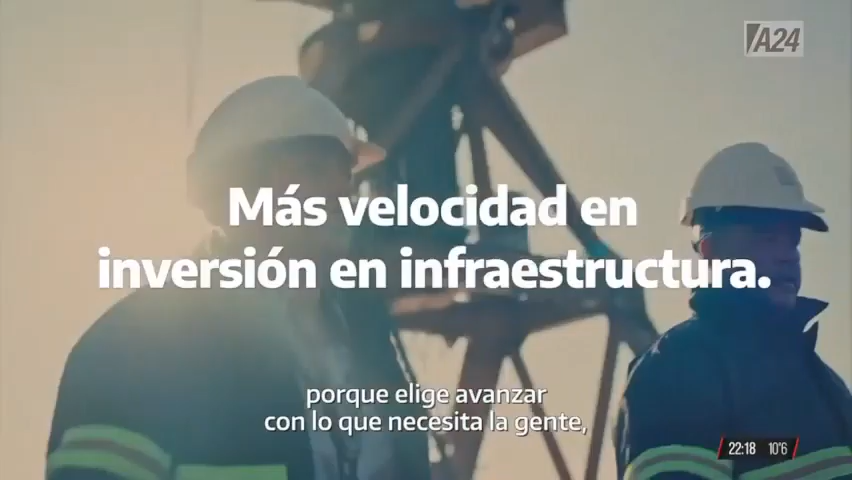 A24
Más velocidad en
inversión en infraestructura.
porque elige avanzar
con lo que necesita la gente,
22:18 10°6